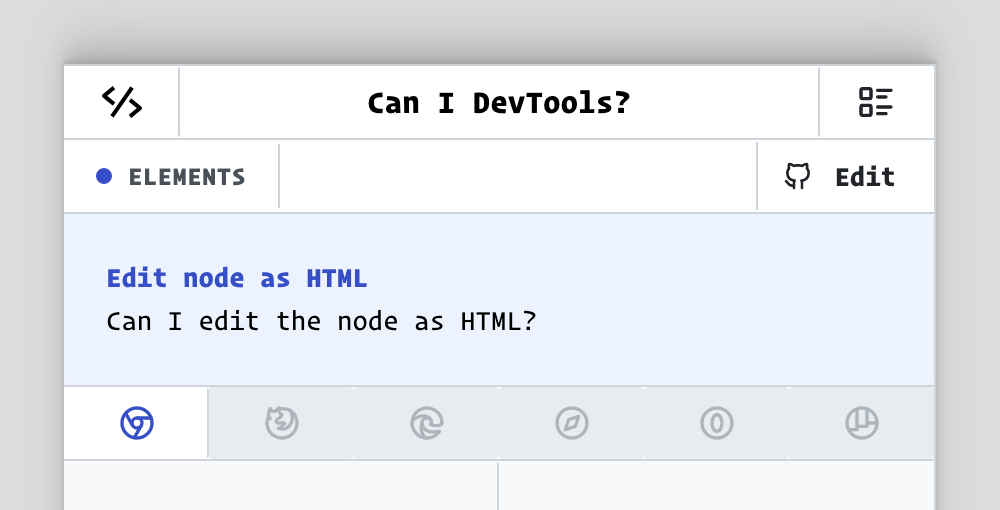 Can I DevTools?
ELEMENTS
Edit
Edit node as HTML
Can I edit the node as HTML?